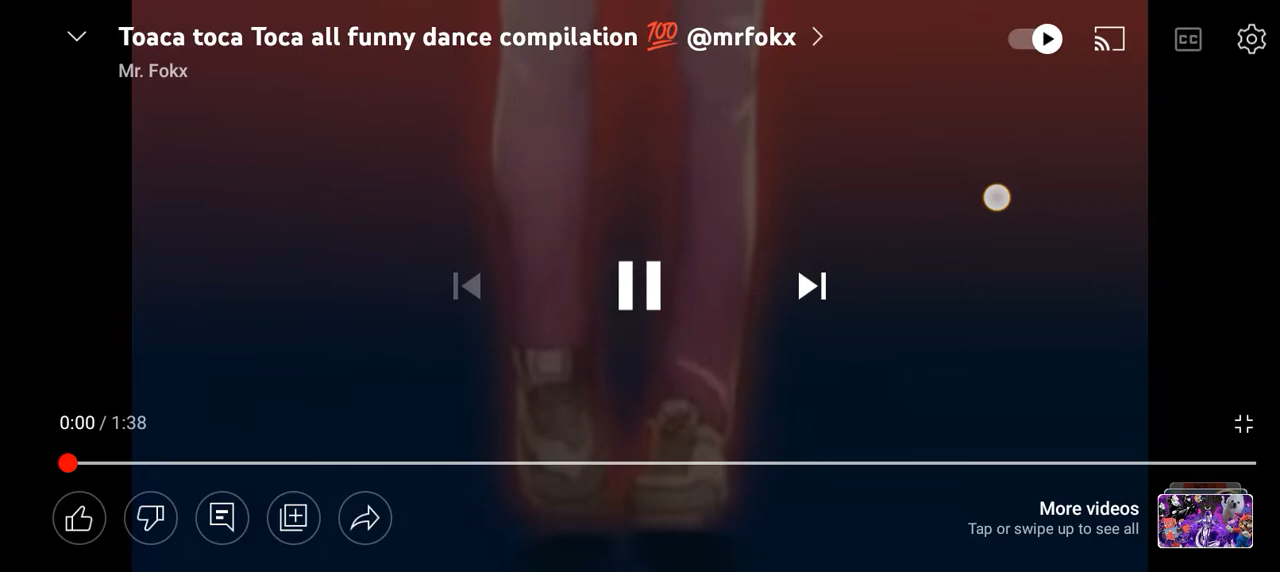 Toaca toca Toca all funny dance compilation 💯 @mrfokx
Mr. Fokx
CC
0:00 / 1:38
More videos
Tap or swipe up to see all